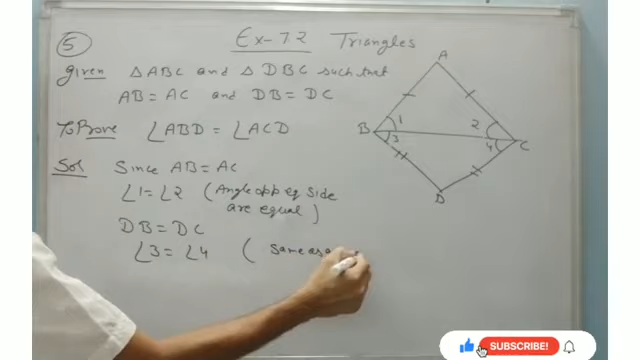 5
Ex-7.2 Triangles
given △ABC and △DBC such that
AB = AC and DB = DC
To Prove ∠ABD = ∠ACD
Sol Since AB = AC
∠1 = ∠2 (Angle opp eq side
are equal)
DB = DC
∠3 = ∠4 (Same as
A
B
1
2
3
4
C
D
SUBSCRIBE!